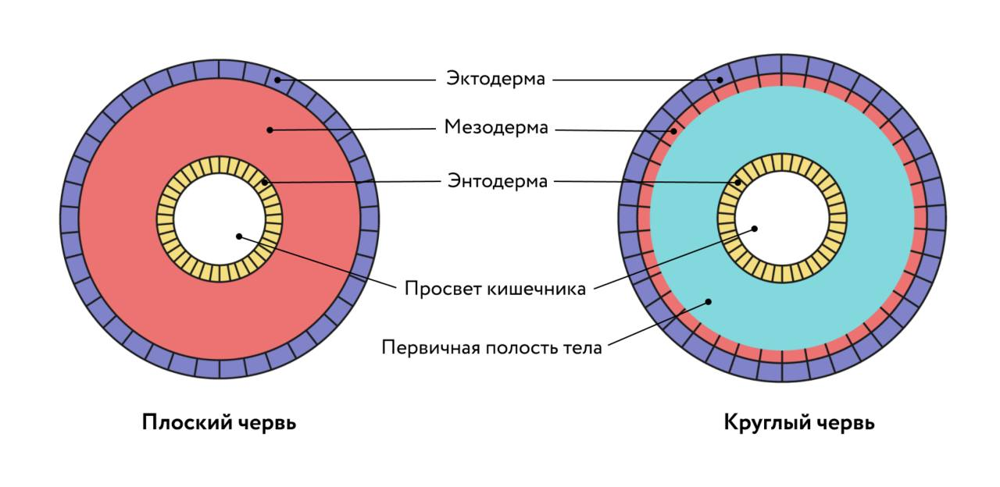 Эктодерма
Мезодерма
Энтодерма
Просвет кишечника
Первичная полость тела
Плоский червь
Круглый червь